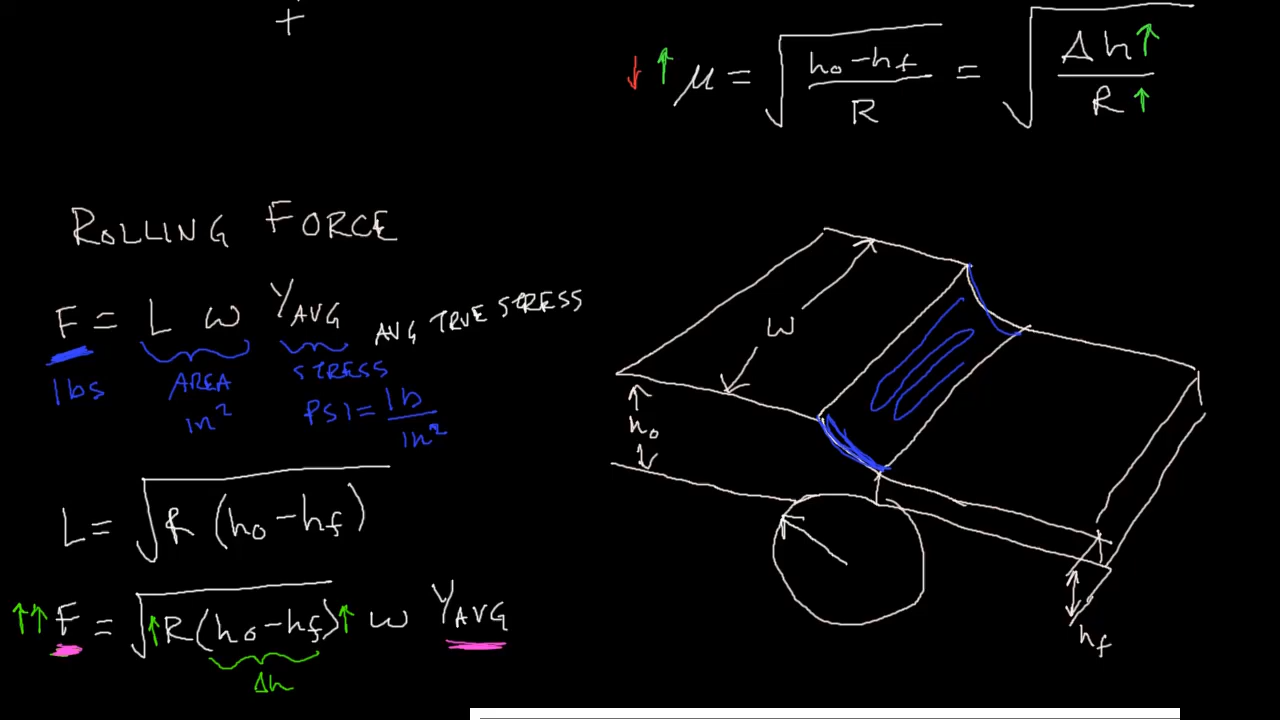 +
↓ ↑ μ = √((h₀ − h_f) / R) = √(Δh ↑ / R ↑)
ROLLING FORCE
F = L w Y_AVG AVG TRUE STRESS
lbs AREA in² STRESS PSI = lb / in²
L = √(R (h₀ − h_f))
↑↑ F = √(↑ R (h₀ − h_f) ↑) w Y_AVG
Δh
w
h₀
h_f